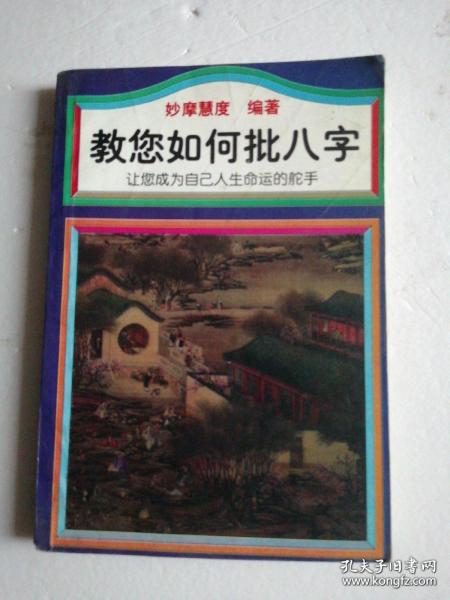 妙摩慧度 编著
教您如何批八字
让您成为自己人生命运的舵手
孔夫子旧书网
www.kongfz.com